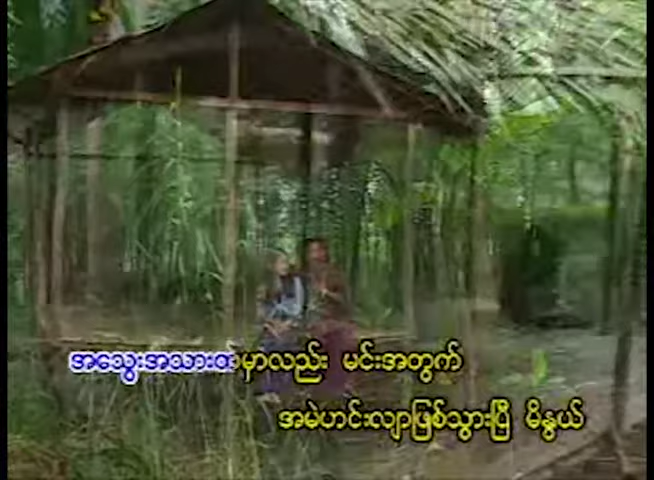 အသွေးအသားထဲမှာလည်း မင်းအတွက်
အမဲဟင်းလျာဖြစ်သွားပြီ မိနွယ်